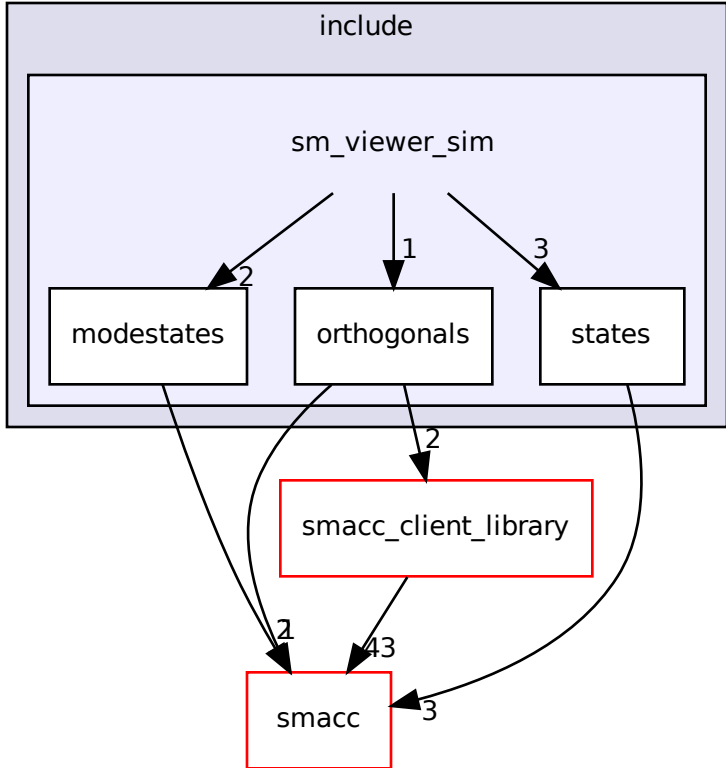 include
sm_viewer_sim
1
3
2
modestates
orthogonals
states
2
smacc_client_library
2
1
43
3
smacc